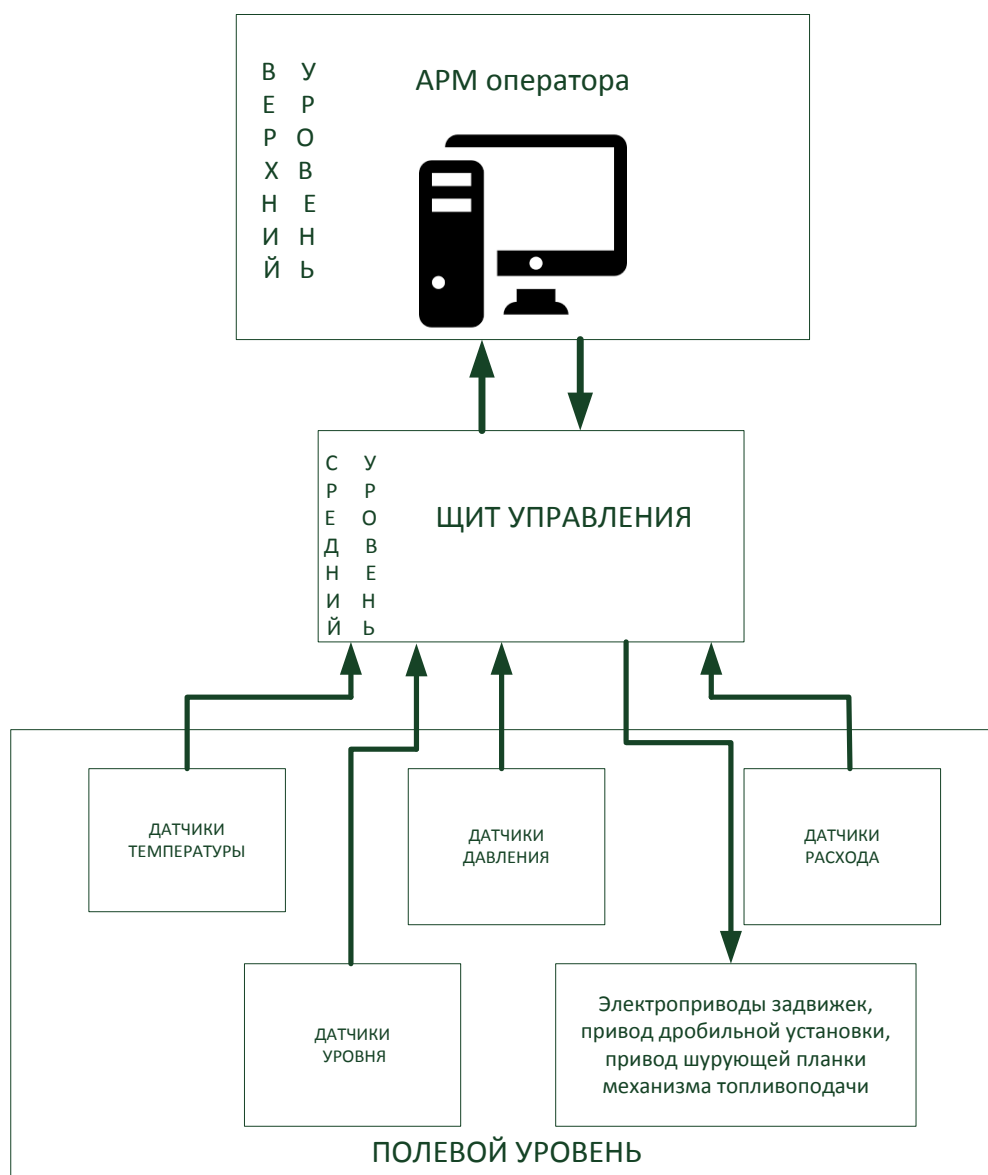 ВЕРХНИЙ
УРОВЕНЬ
АРМ оператора
СРЕДНИЙ
УРОВЕНЬ
ЩИТ УПРАВЛЕНИЯ
ДАТЧИКИ
ТЕМПЕРАТУРЫ
ДАТЧИКИ
ДАВЛЕНИЯ
ДАТЧИКИ
РАСХОДА
ДАТЧИКИ
УРОВНЯ
Электроприводы задвижек,
привод дробильной установки,
привод шурующей планки
механизма топливоподачи
ПОЛЕВОЙ УРОВЕНЬ